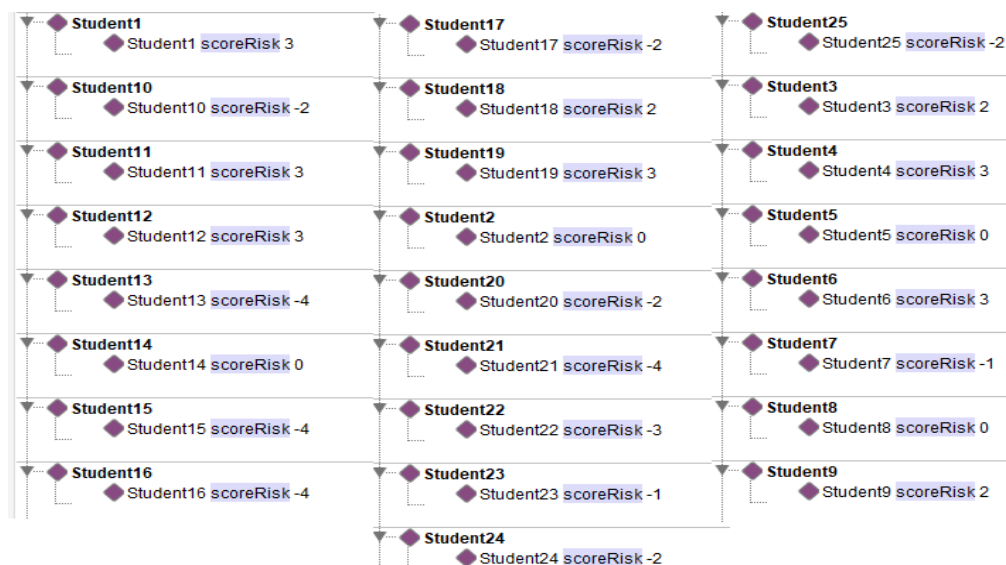 Student1
Student1 scoreRisk 3
Student10
Student10 scoreRisk -2
Student11
Student11 scoreRisk 3
Student12
Student12 scoreRisk 3
Student13
Student13 scoreRisk -4
Student14
Student14 scoreRisk 0
Student15
Student15 scoreRisk -4
Student16
Student16 scoreRisk -4
Student17
Student17 scoreRisk -2
Student18
Student18 scoreRisk 2
Student19
Student19 scoreRisk 3
Student2
Student2 scoreRisk 0
Student20
Student20 scoreRisk -2
Student21
Student21 scoreRisk -4
Student22
Student22 scoreRisk -3
Student23
Student23 scoreRisk -1
Student24
Student24 scoreRisk -2
Student25
Student25 scoreRisk -2
Student3
Student3 scoreRisk 2
Student4
Student4 scoreRisk 3
Student5
Student5 scoreRisk 0
Student6
Student6 scoreRisk 3
Student7
Student7 scoreRisk -1
Student8
Student8 scoreRisk 0
Student9
Student9 scoreRisk 2